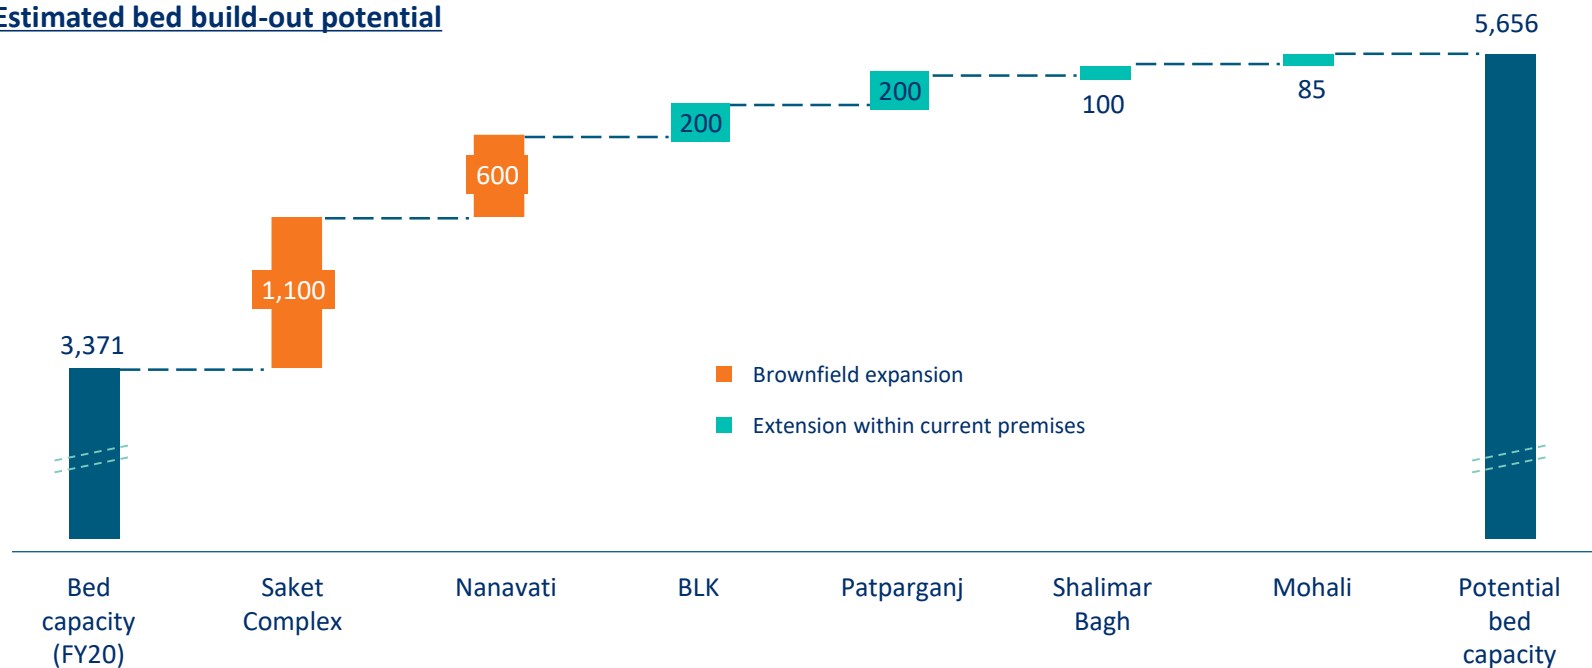 Estimated bed build-out potential
5,656
200
200
100
85
600
1,100
3,371
Brownfield expansion
Extension within current premises
Bed
capacity
(FY20)
Saket
Complex
Nanavati
BLK
Patparganj
Shalimar
Bagh
Mohali
Potential
bed
capacity